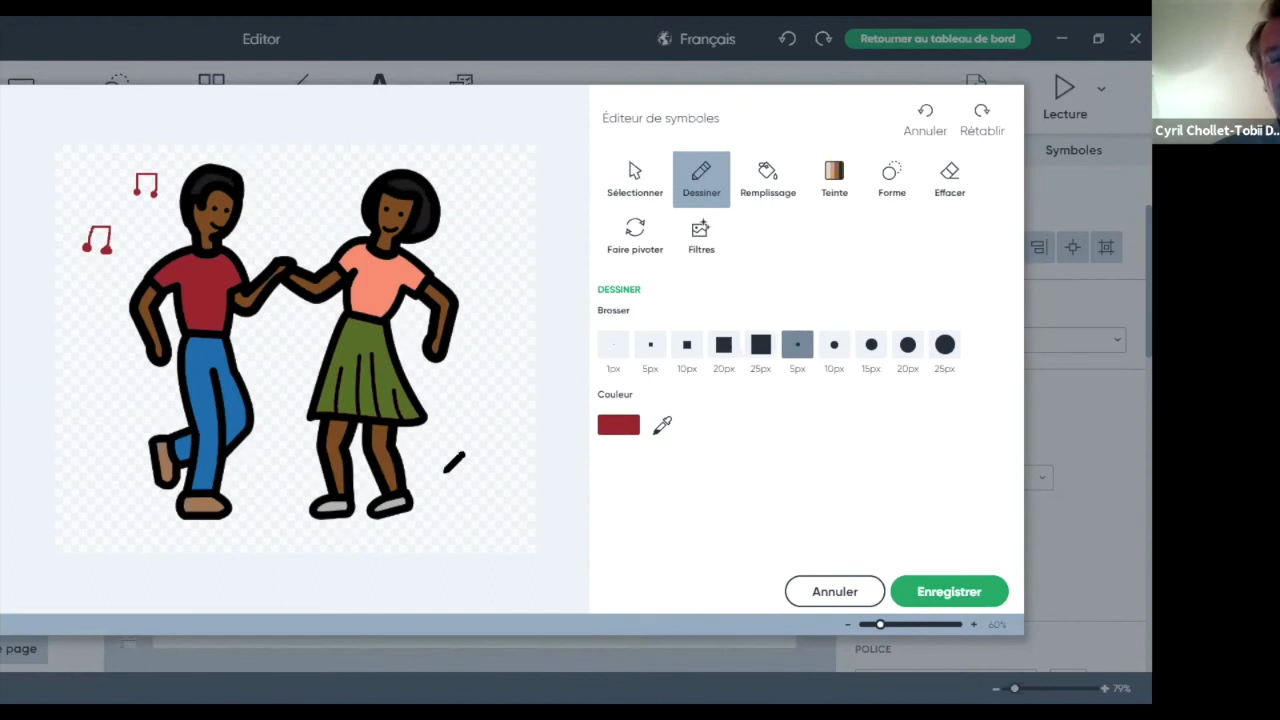 Editor
Français
Retourner au tableau de bord
Lecture
Cyril Chollet-Tobii D...
Éditeur de symboles
Annuler
Rétablir
Symboles
Sélectionner
Dessiner
Remplissage
Teinte
Forme
Effacer
Faire pivoter
Filtres
DESSINER
Brosser
1px 5px 10px 20px 25px 5px 10px 15px 20px 25px
Couleur
Annuler
Enregistrer
- + 60%
e page
POLICE
- + 79%